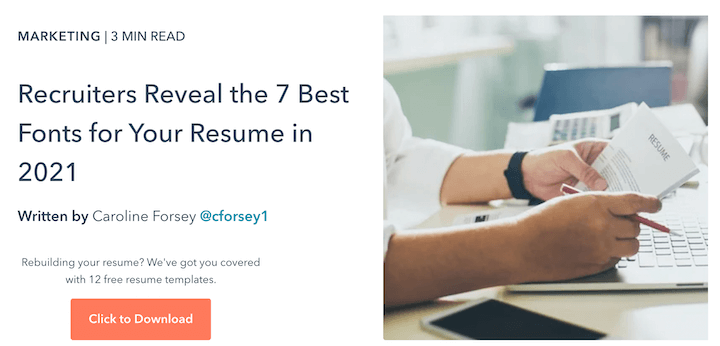 MARKETING | 3 MIN READ
Recruiters Reveal the 7 Best
Fonts for Your Resume in
2021
Written by Caroline Forsey @cforsey1
Rebuilding your resume? We've got you covered
with 12 free resume templates.
Click to Download
RESUME